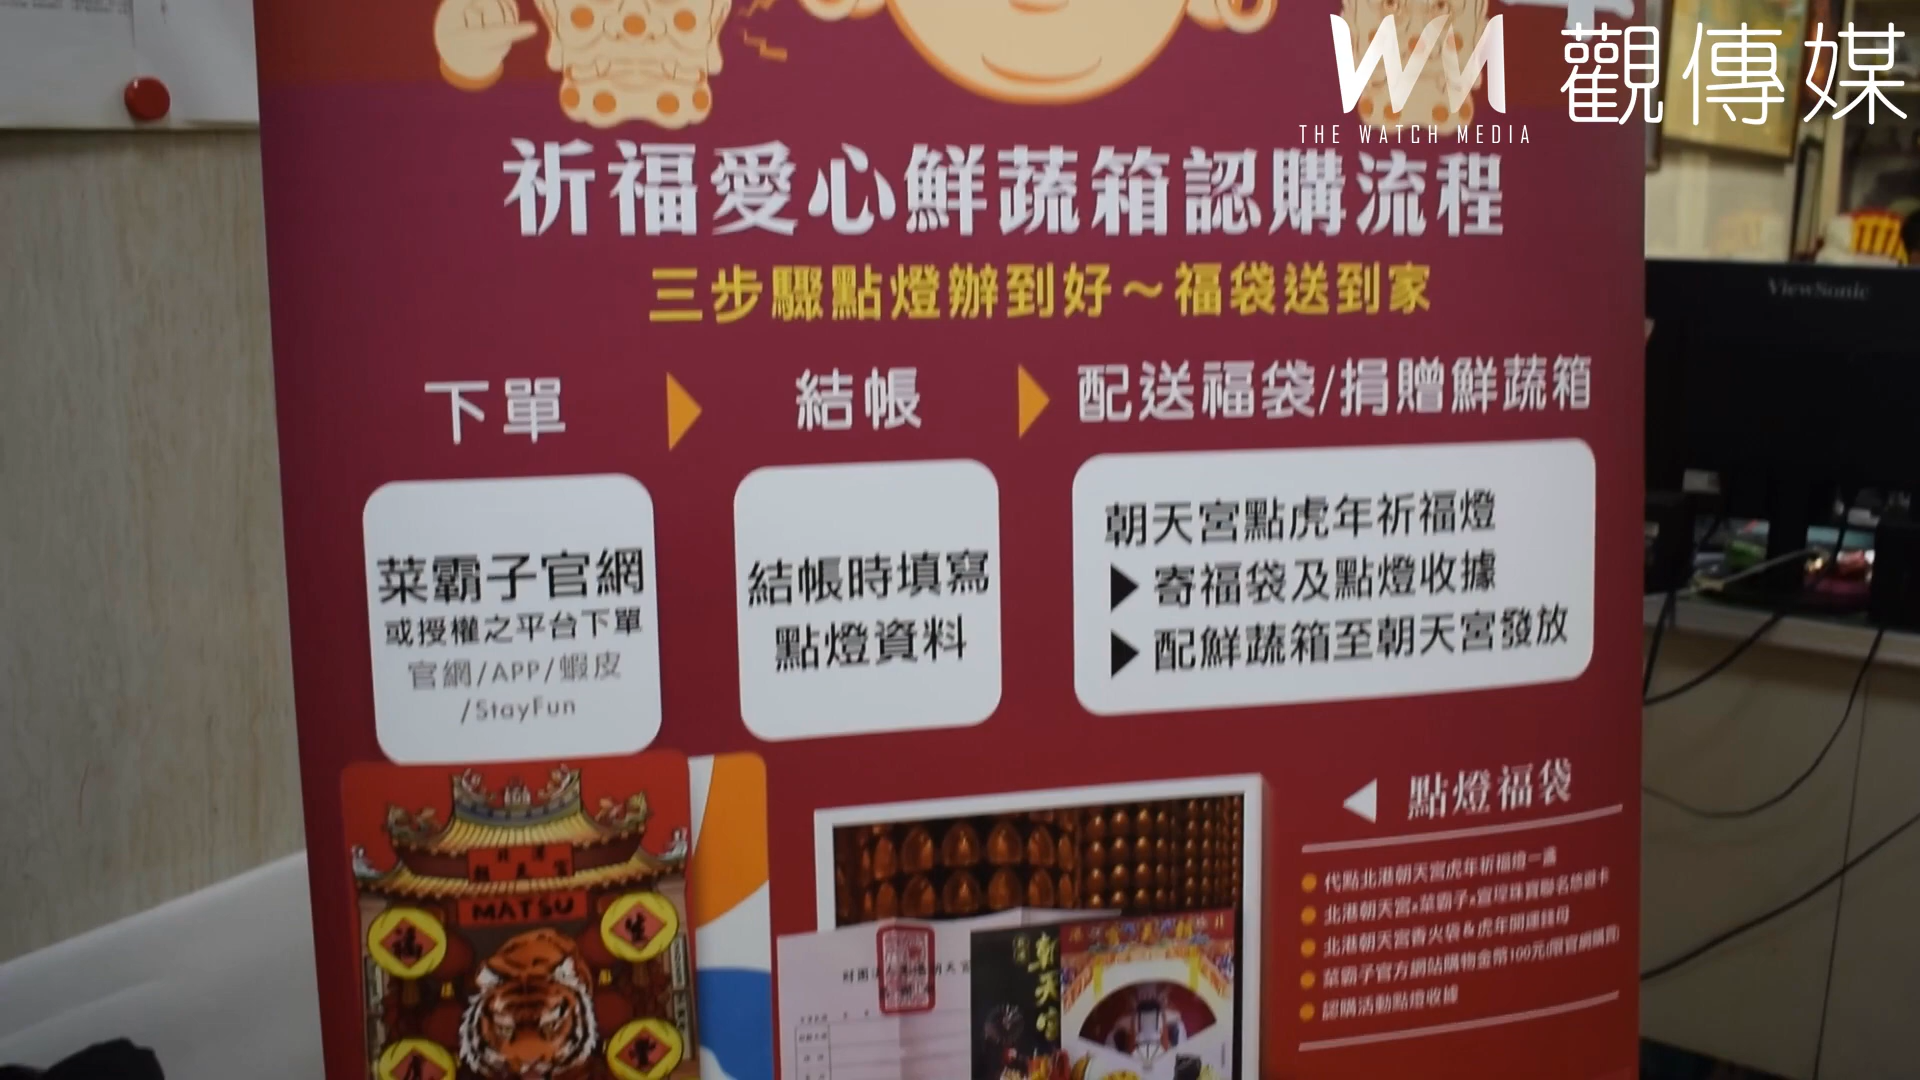 觀傳媒
THE WATCH MEDIA
祈福愛心鮮蔬箱認購流程
三步驟點燈辦到好～福袋送到家
下單
結帳
配送福袋/捐贈鮮蔬箱
菜霸子官網
或授權之平台下單
官網/APP/蝦皮
/StayFun
結帳時填寫
點燈資料
朝天宮點虎年祈福燈
寄福袋及點燈收據
配鮮蔬箱至朝天宮發放
ViewSonic
點燈福袋
代點北港朝天宮虎年祈福燈一盞
北港朝天宮x菜霸子x宮珵珠寶聯名悠遊卡
北港朝天宮香火袋&虎年開運錢母
菜霸子官方網站購物金幣100元(限官網購買)
認購活動點燈收據
MATSU
朝天宮